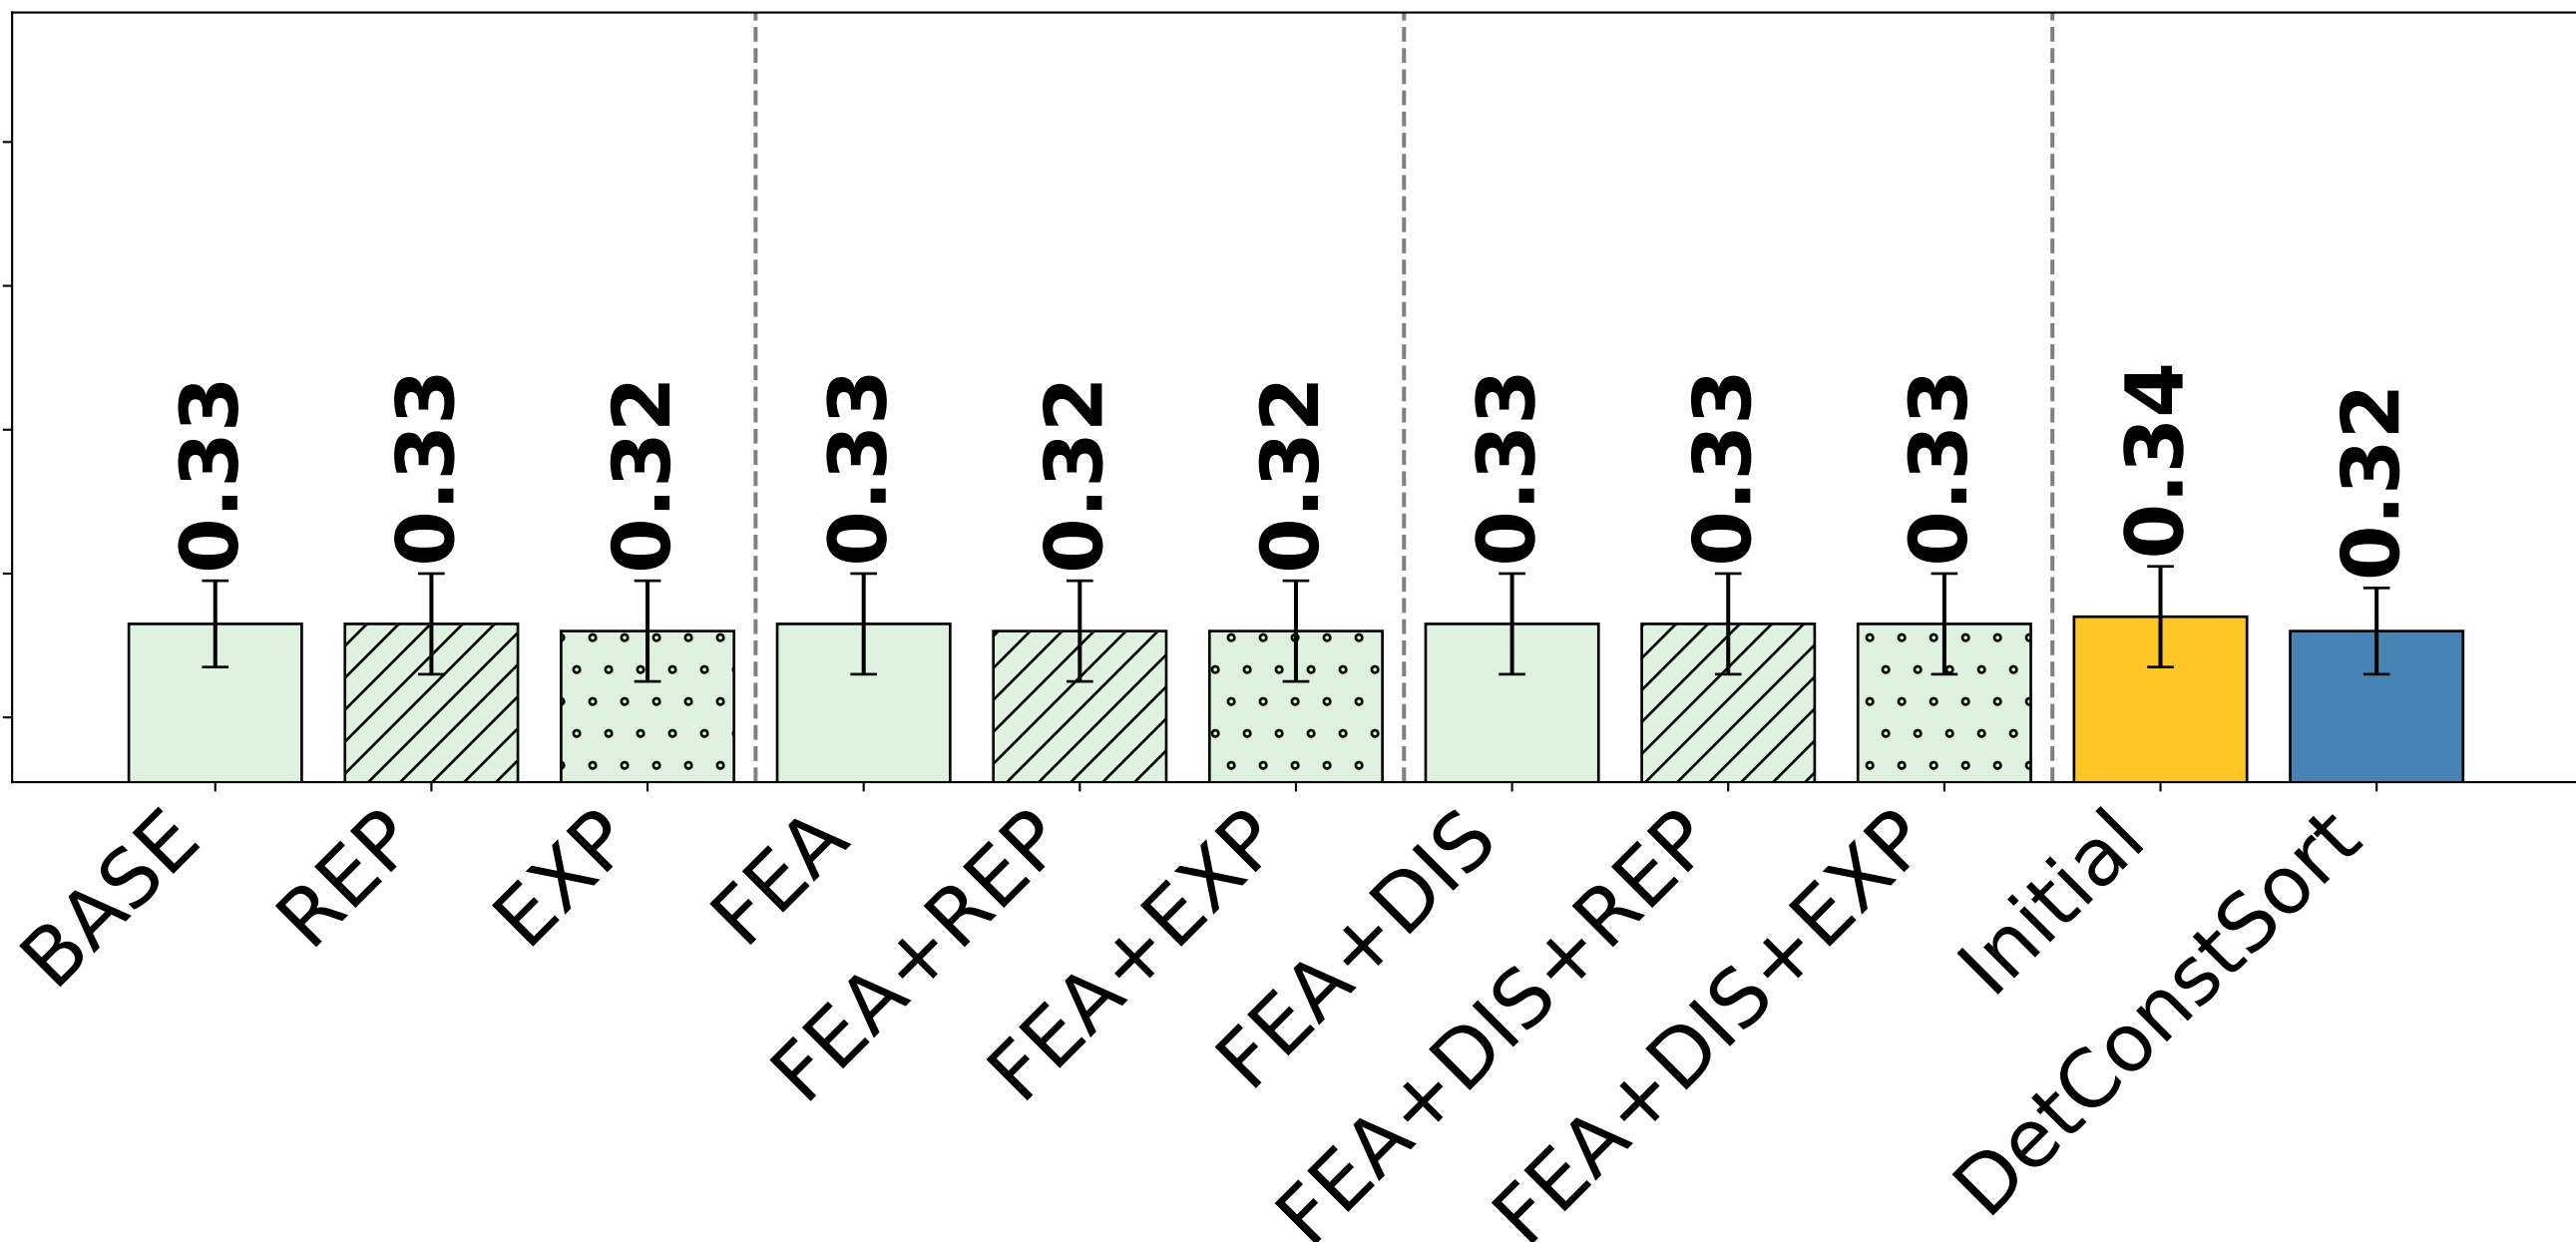 0.33
0.33
0.32
0.33
0.32
0.32
0.33
0.33
0.33
0.34
0.32
BASE
REP
EXP
FEA
FEA+REP
FEA+EXP
FEA+DIS
FEA+DIS+REP
FEA+DIS+EXP
Initial
DetConstSort